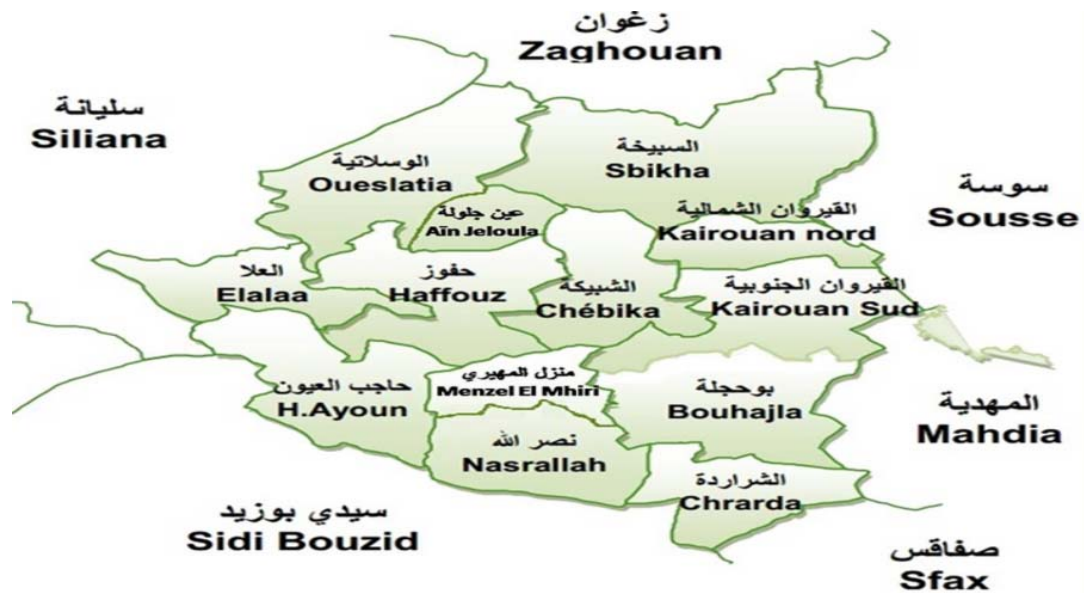 زغوان
Zaghouan
سليانة
Siliana
السبيخة
Sbikha
الوسلاتية
Oueslatia
سوسة
Sousse
عين جلولة
Aïn Jeloula
القيروان الشمالية
Kairouan nord
العلا
Elalaa
حفوز
Haffouz
الشبيكة
Chébika
القيروان الجنوبية
Kairouan Sud
حاجب العيون
H.Ayoun
منزل المهيري
Menzel El Mhiri
بوحجلة
Bouhajla
المهدية
Mahdia
نصر الله
Nasrallah
الشراردة
Chrarda
سيدي بوزيد
Sidi Bouzid
صفاقس
Sfax